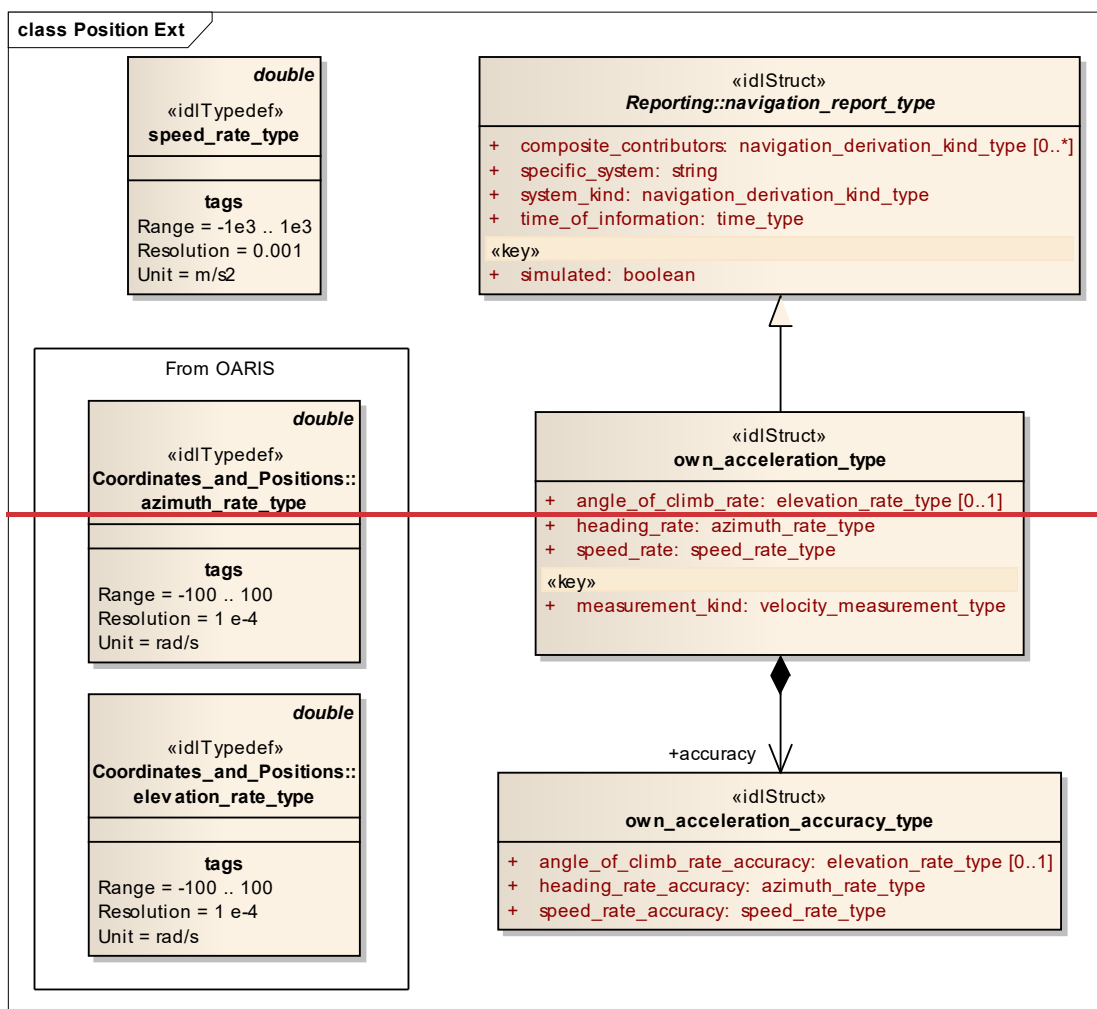 class Position Ext
double
«idlTypedef»
speed_rate_type
tags
Range = -1e3 .. 1e3
Resolution = 0.001
Unit = m/s2
«idlStruct»
Reporting::navigation_report_type
+ composite_contributors: navigation_derivation_kind_type [0..*]
+ specific_system: string
+ system_kind: navigation_derivation_kind_type
+ time_of_information: time_type
«key»
+ simulated: boolean
From OARIS
double
«idlTypedef»
Coordinates_and_Positions::
azimuth_rate_type
tags
Range = -100 .. 100
Resolution = 1 e-4
Unit = rad/s
double
«idlTypedef»
Coordinates_and_Positions::
elevation_rate_type
tags
Range = -100 .. 100
Resolution = 1 e-4
Unit = rad/s
«idlStruct»
own_acceleration_type
+ angle_of_climb_rate: elevation_rate_type [0..1]
+ heading_rate: azimuth_rate_type
+ speed_rate: speed_rate_type
«key»
+ measurement_kind: velocity_measurement_type
+accuracy
«idlStruct»
own_acceleration_accuracy_type
+ angle_of_climb_rate_accuracy: elevation_rate_type [0..1]
+ heading_rate_accuracy: azimuth_rate_type
+ speed_rate_accuracy: speed_rate_type